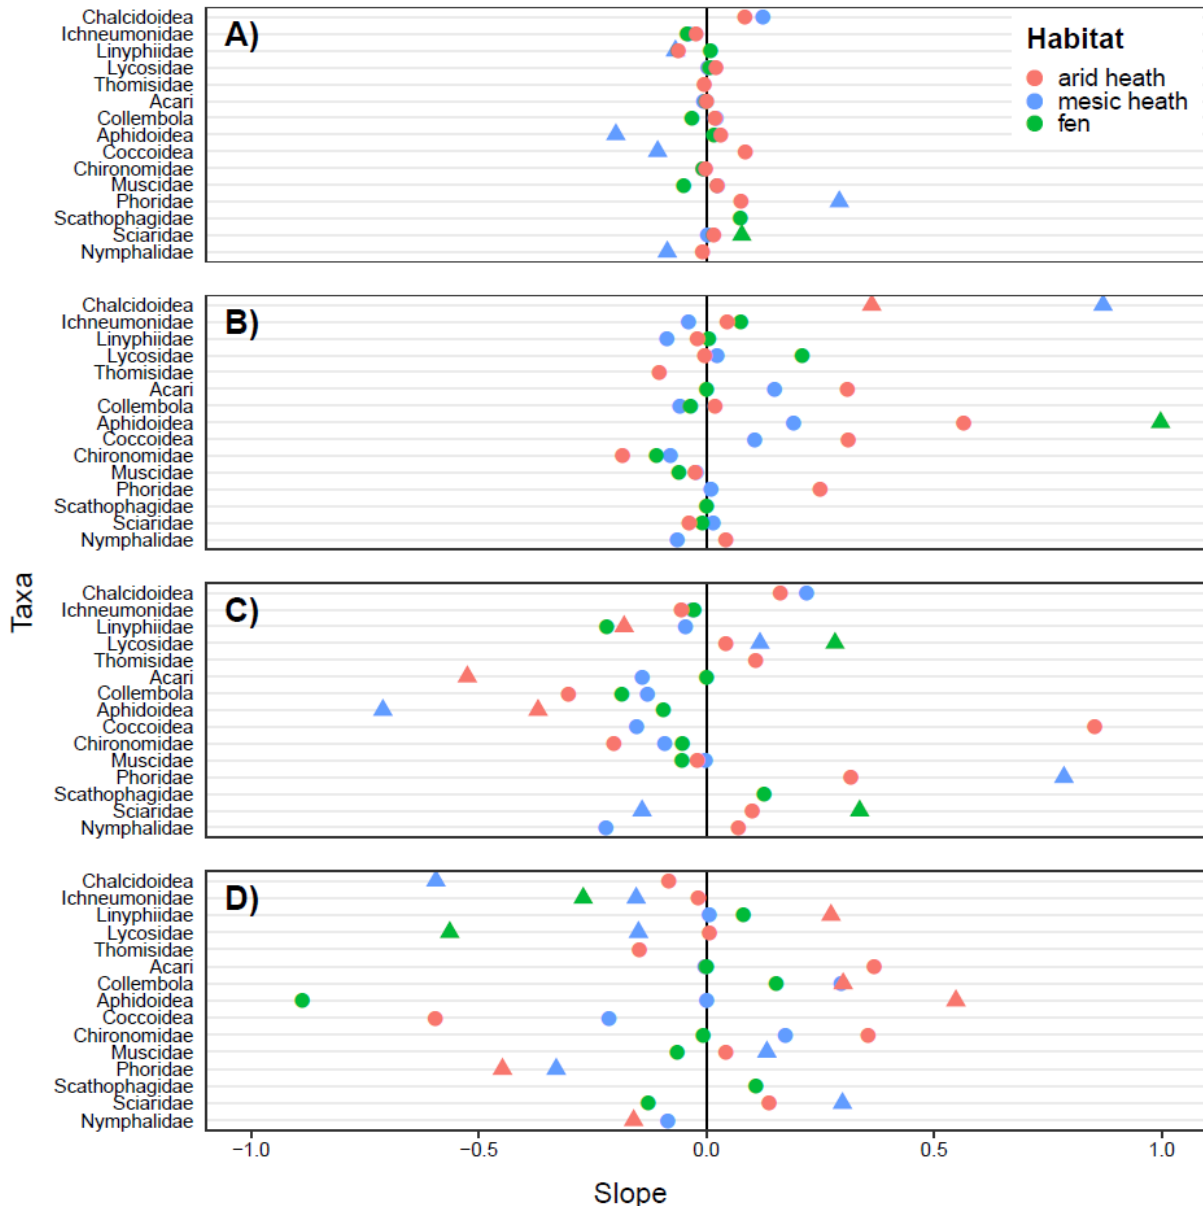 Taxa
A)
Chalcidoidea
Ichneumonidae
Linyphiidae
Lycosidae
Thomisidae
Acari
Collembola
Aphidoidea
Coccoidea
Chironomidae
Muscidae
Phoridae
Scathophagidae
Sciaridae
Nymphalidae
Habitat
arid heath
mesic heath
fen
B)
Chalcidoidea
Ichneumonidae
Linyphiidae
Lycosidae
Thomisidae
Acari
Collembola
Aphidoidea
Coccoidea
Chironomidae
Muscidae
Phoridae
Scathophagidae
Sciaridae
Nymphalidae
C)
Chalcidoidea
Ichneumonidae
Linyphiidae
Lycosidae
Thomisidae
Acari
Collembola
Aphidoidea
Coccoidea
Chironomidae
Muscidae
Phoridae
Scathophagidae
Sciaridae
Nymphalidae
D)
Chalcidoidea
Ichneumonidae
Linyphiidae
Lycosidae
Thomisidae
Acari
Collembola
Aphidoidea
Coccoidea
Chironomidae
Muscidae
Phoridae
Scathophagidae
Sciaridae
Nymphalidae
−1.0 −0.5 0.0 0.5 1.0
Slope